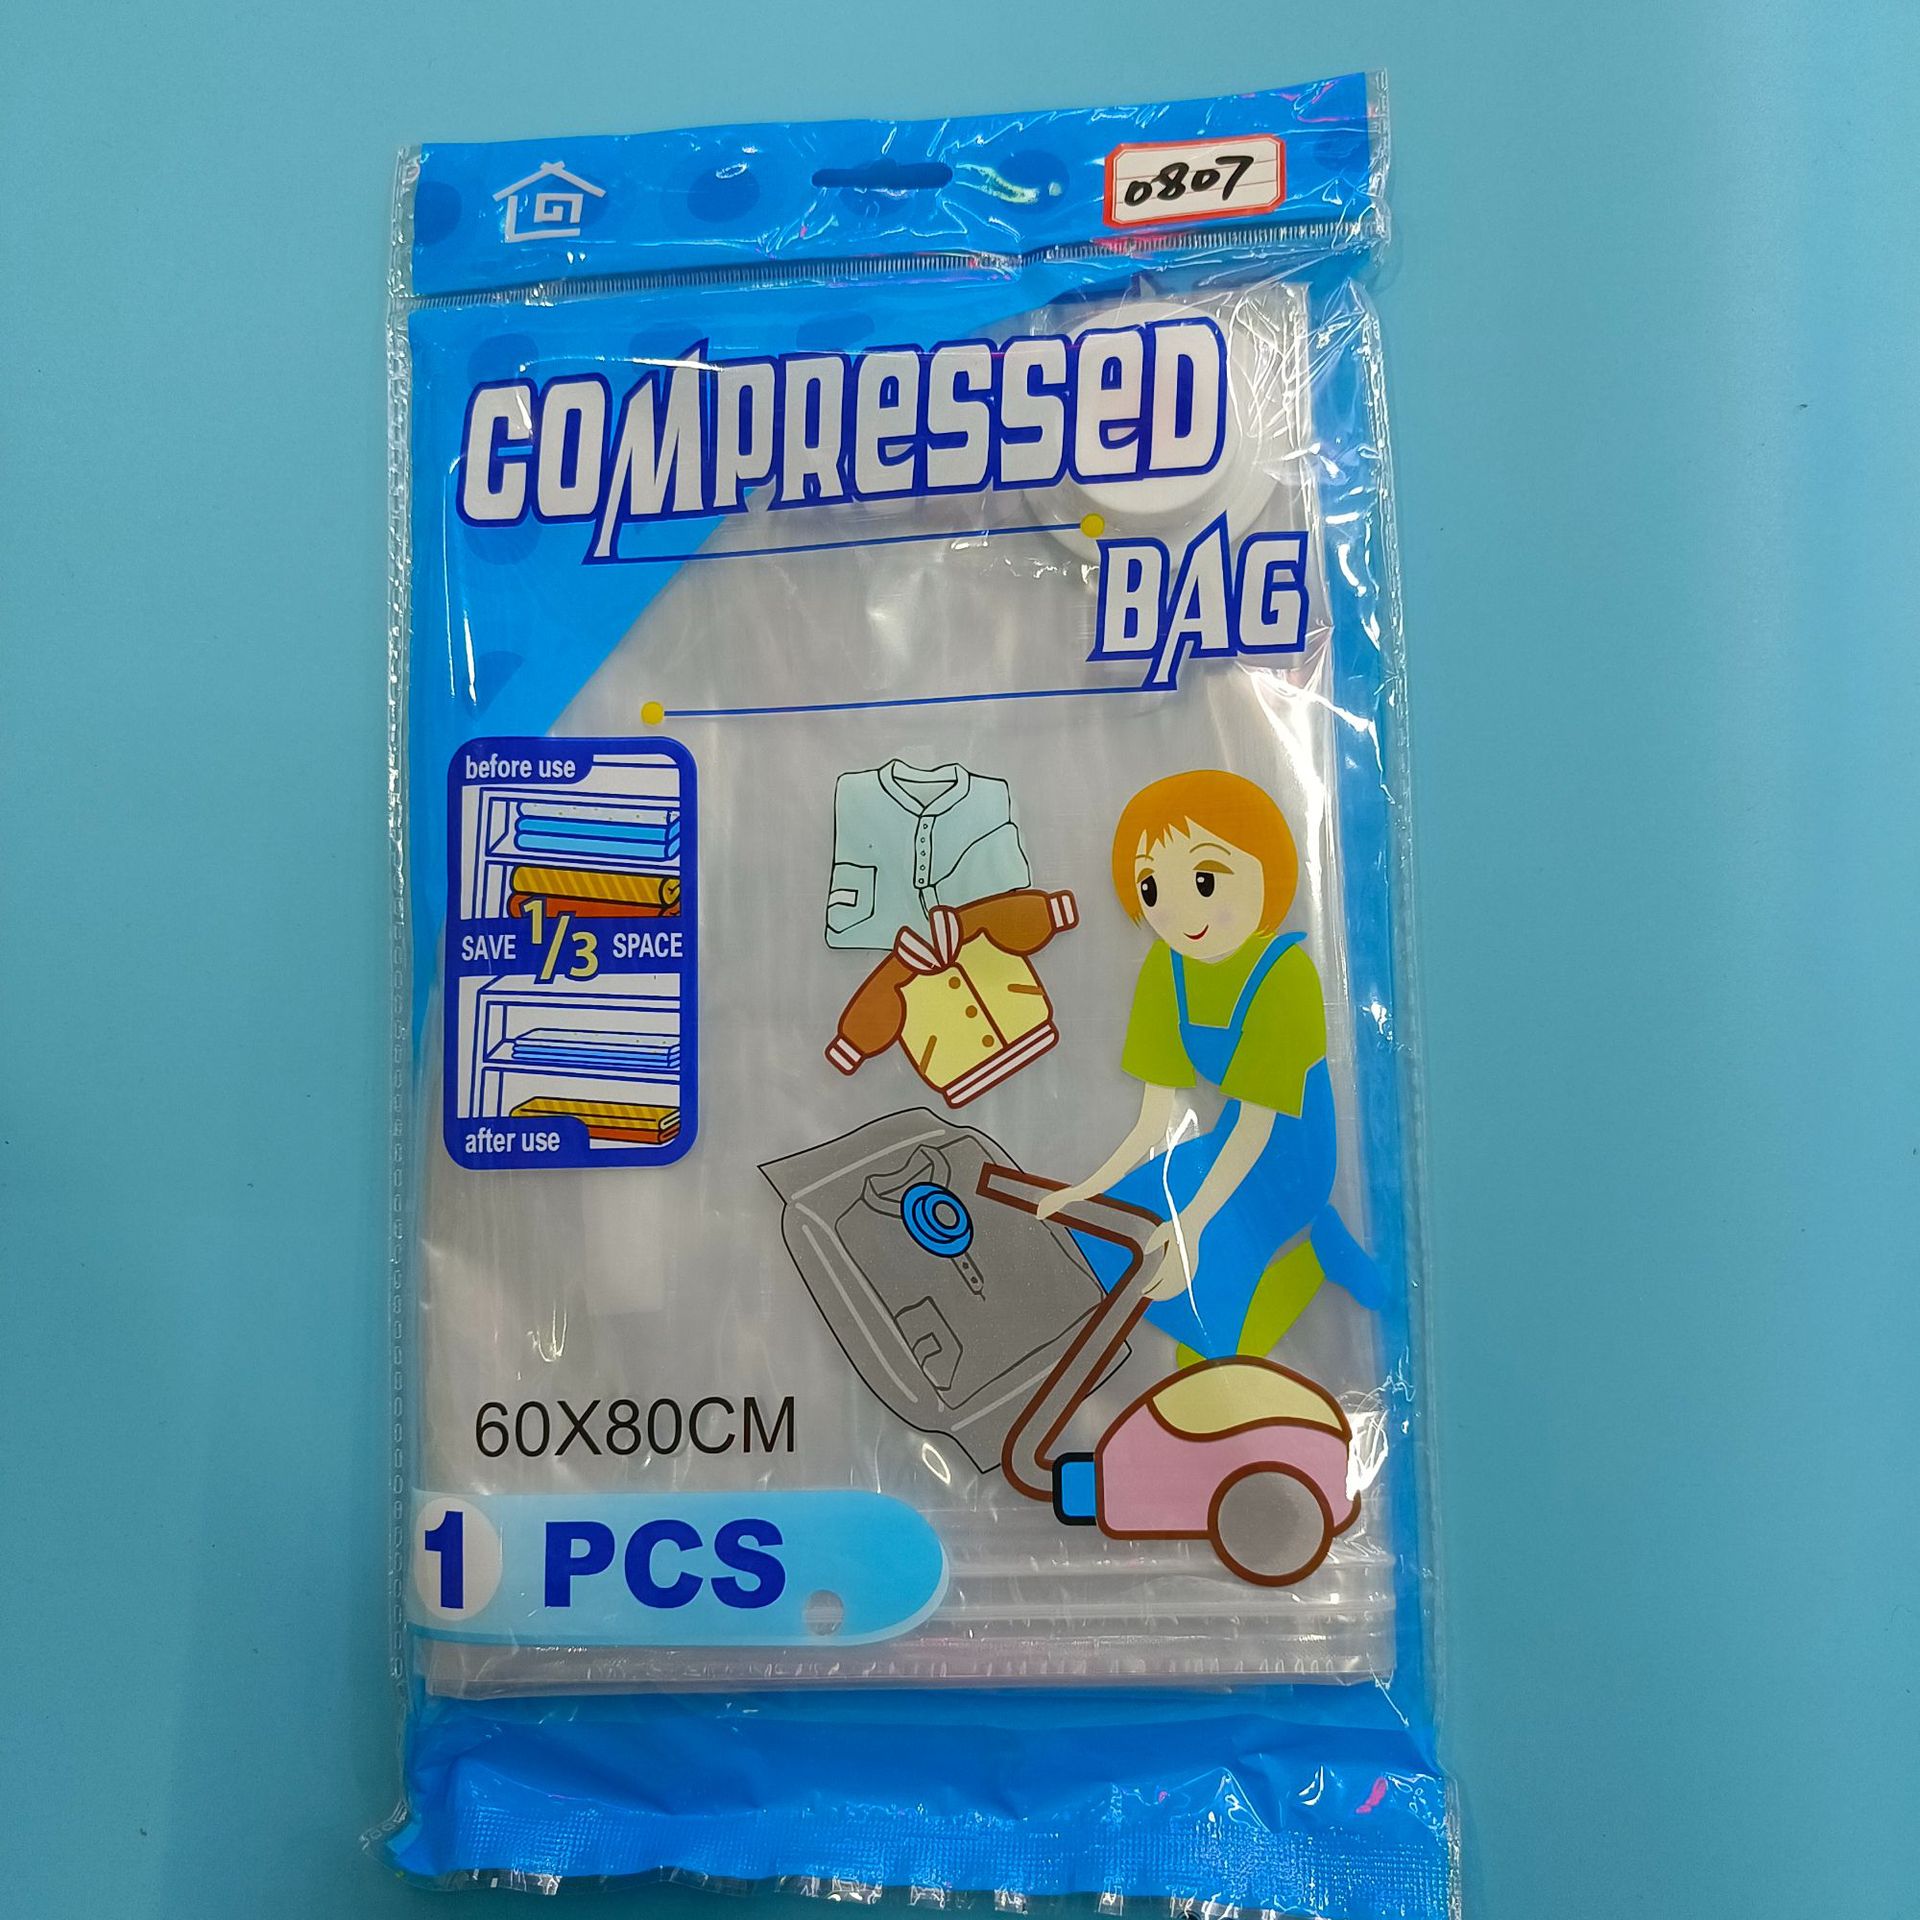 0807
COMPRESSED
BAG
before use
SAVE 1/3 SPACE
after use
60X80CM
1 PCS